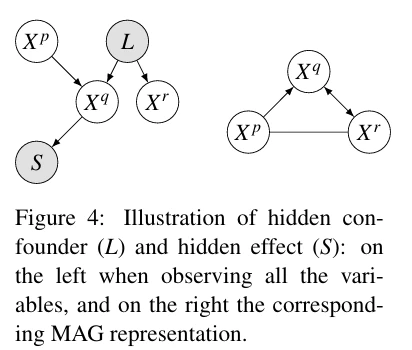 X^p
L
X^q
X^r
S
X^q
X^p
X^r
Figure 4: Illustration of hidden con-
founder (L) and hidden effect (S): on
the left when observing all the vari-
ables, and on the right the correspond-
ing MAG representation.